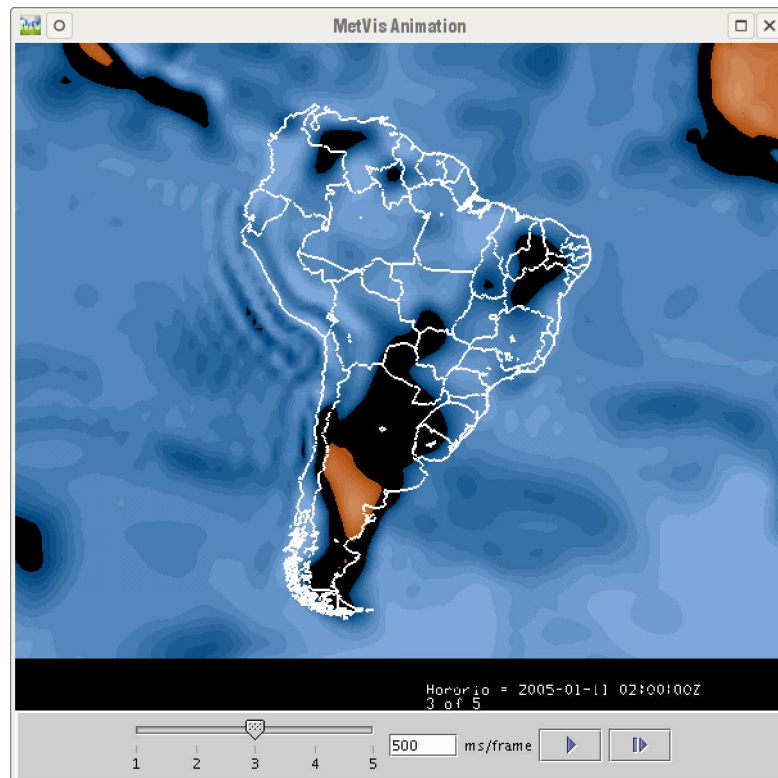 MetVis Animation
Hororio = 2005-01-11 02:00:00Z
3 of 5
1 2 3 4 5
500 ms/frame